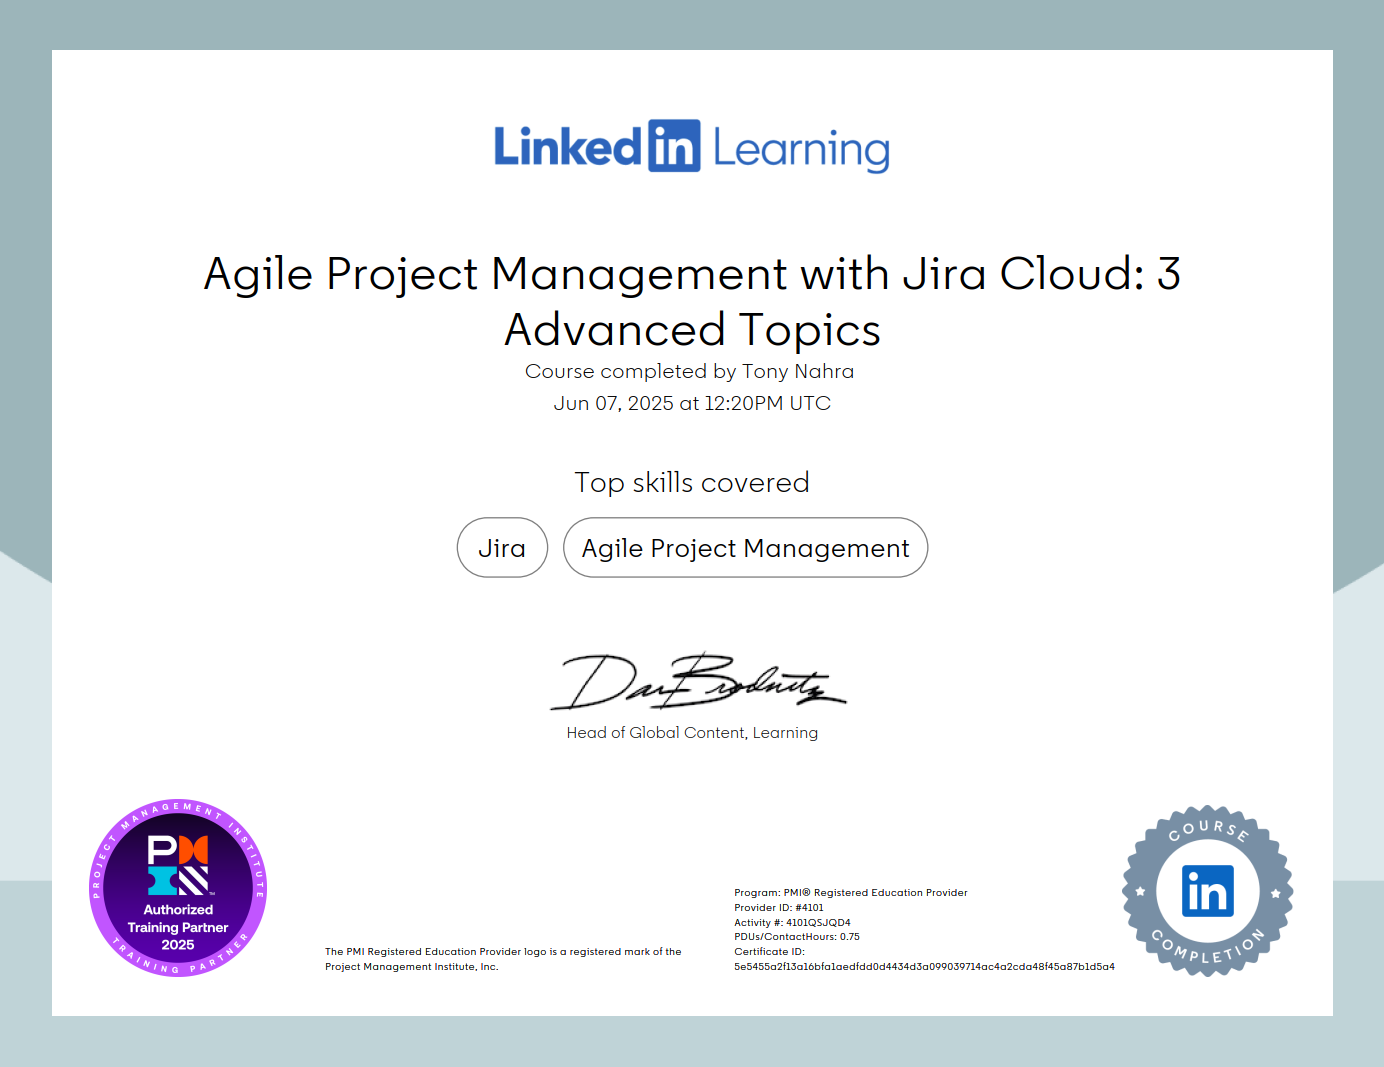 LinkedIn Learning
Agile Project Management with Jira Cloud: 3
Advanced Topics
Course completed by Tony Nahra
Jun 07, 2025 at 12:20PM UTC
Top skills covered
Jira
Agile Project Management
Dan Brodnitz
Head of Global Content, Learning
PROJECT MANAGEMENT INSTITUTE
PM
Authorized
Training Partner
2025
TRAINING PARTNER
The PMI Registered Education Provider logo is a registered mark of the
Project Management Institute, Inc.
Program: PMI® Registered Education Provider
Provider ID: #4101
Activity #: 4101QSJQD4
PDUs/ContactHours: 0.75
Certificate ID:
5e5455a2f13a16bfa1aedfdd0d4434d3a099039714ac4a2cda48f45a87b1d5a4
COURSE
in
COMPLETION